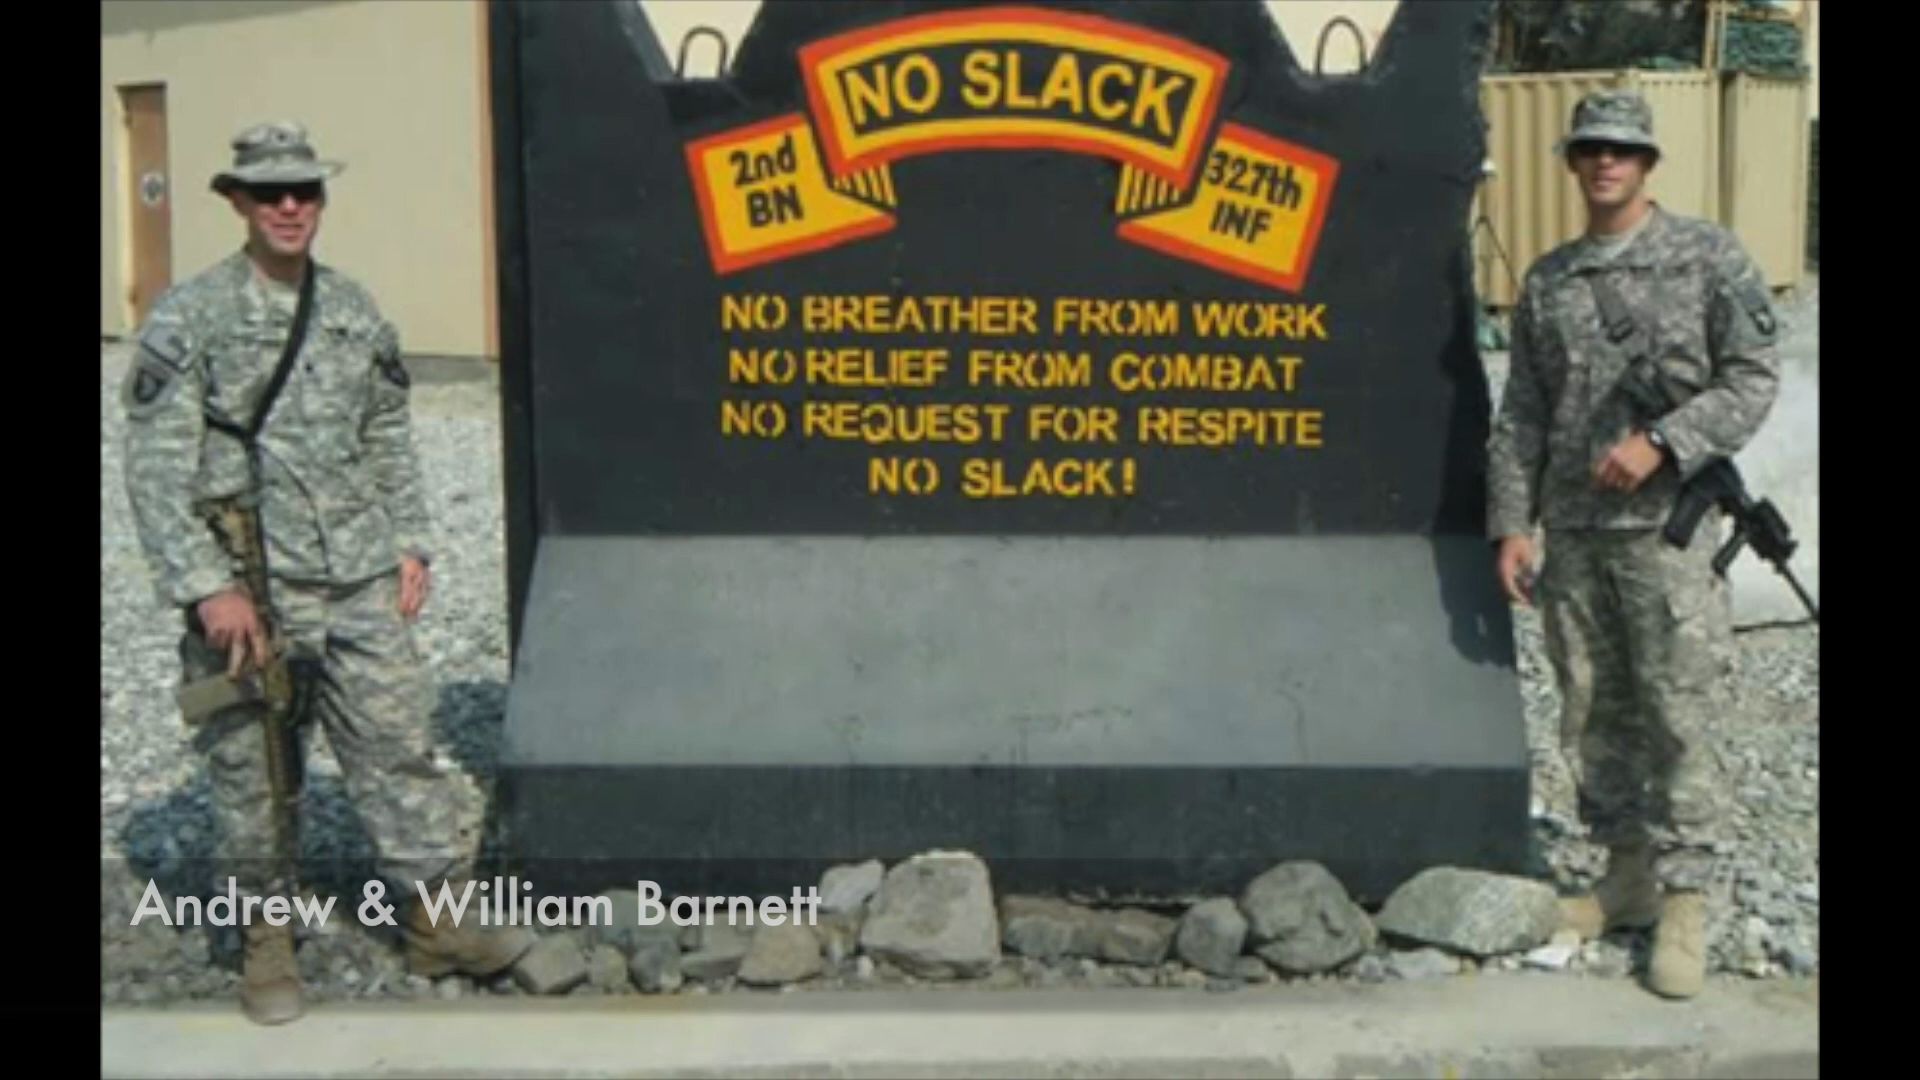 NO SLACK
2nd
BN
327th
INF
NO BREATHER FROM WORK
NO RELIEF FROM COMBAT
NO REQUEST FOR RESPITE
NO SLACK!
Andrew & William Barnett